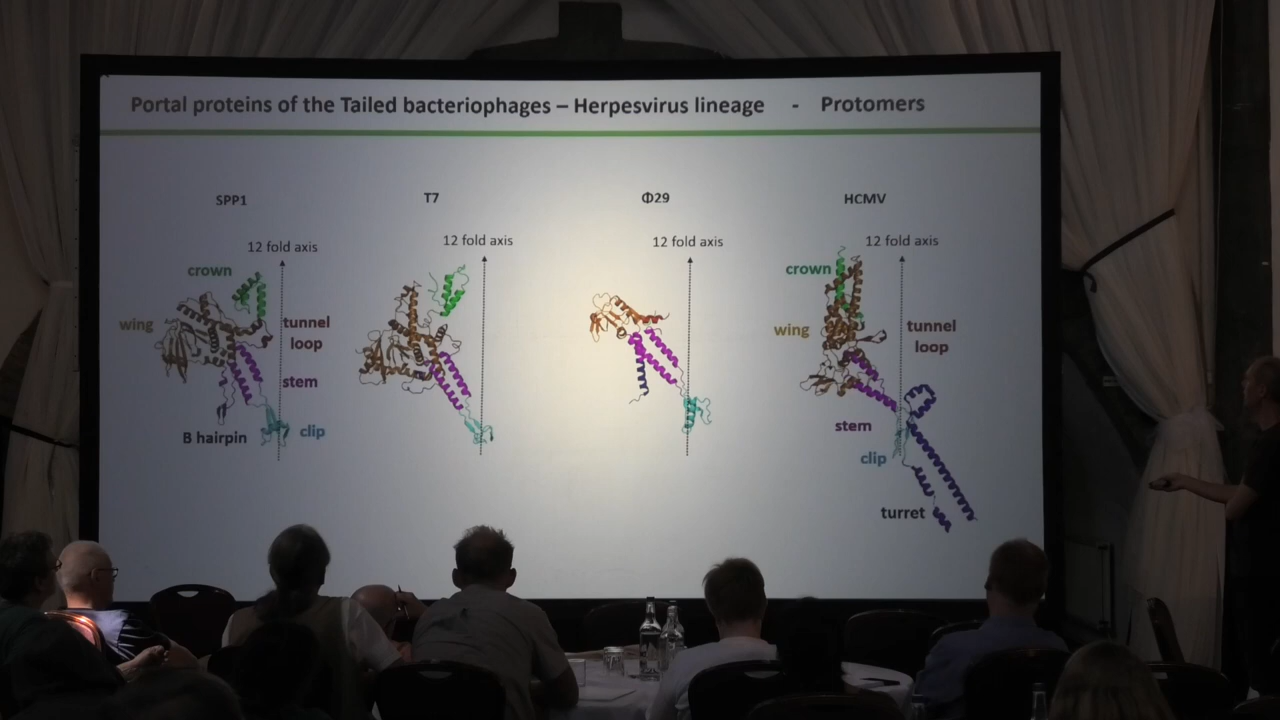 Portal proteins of the Tailed bacteriophages – Herpesvirus lineage - Protomers
SPP1
12 fold axis
crown
wing
tunnel
loop
stem
B hairpin
clip
T7
12 fold axis
Φ29
12 fold axis
HCMV
12 fold axis
crown
wing
tunnel
loop
stem
clip
turret